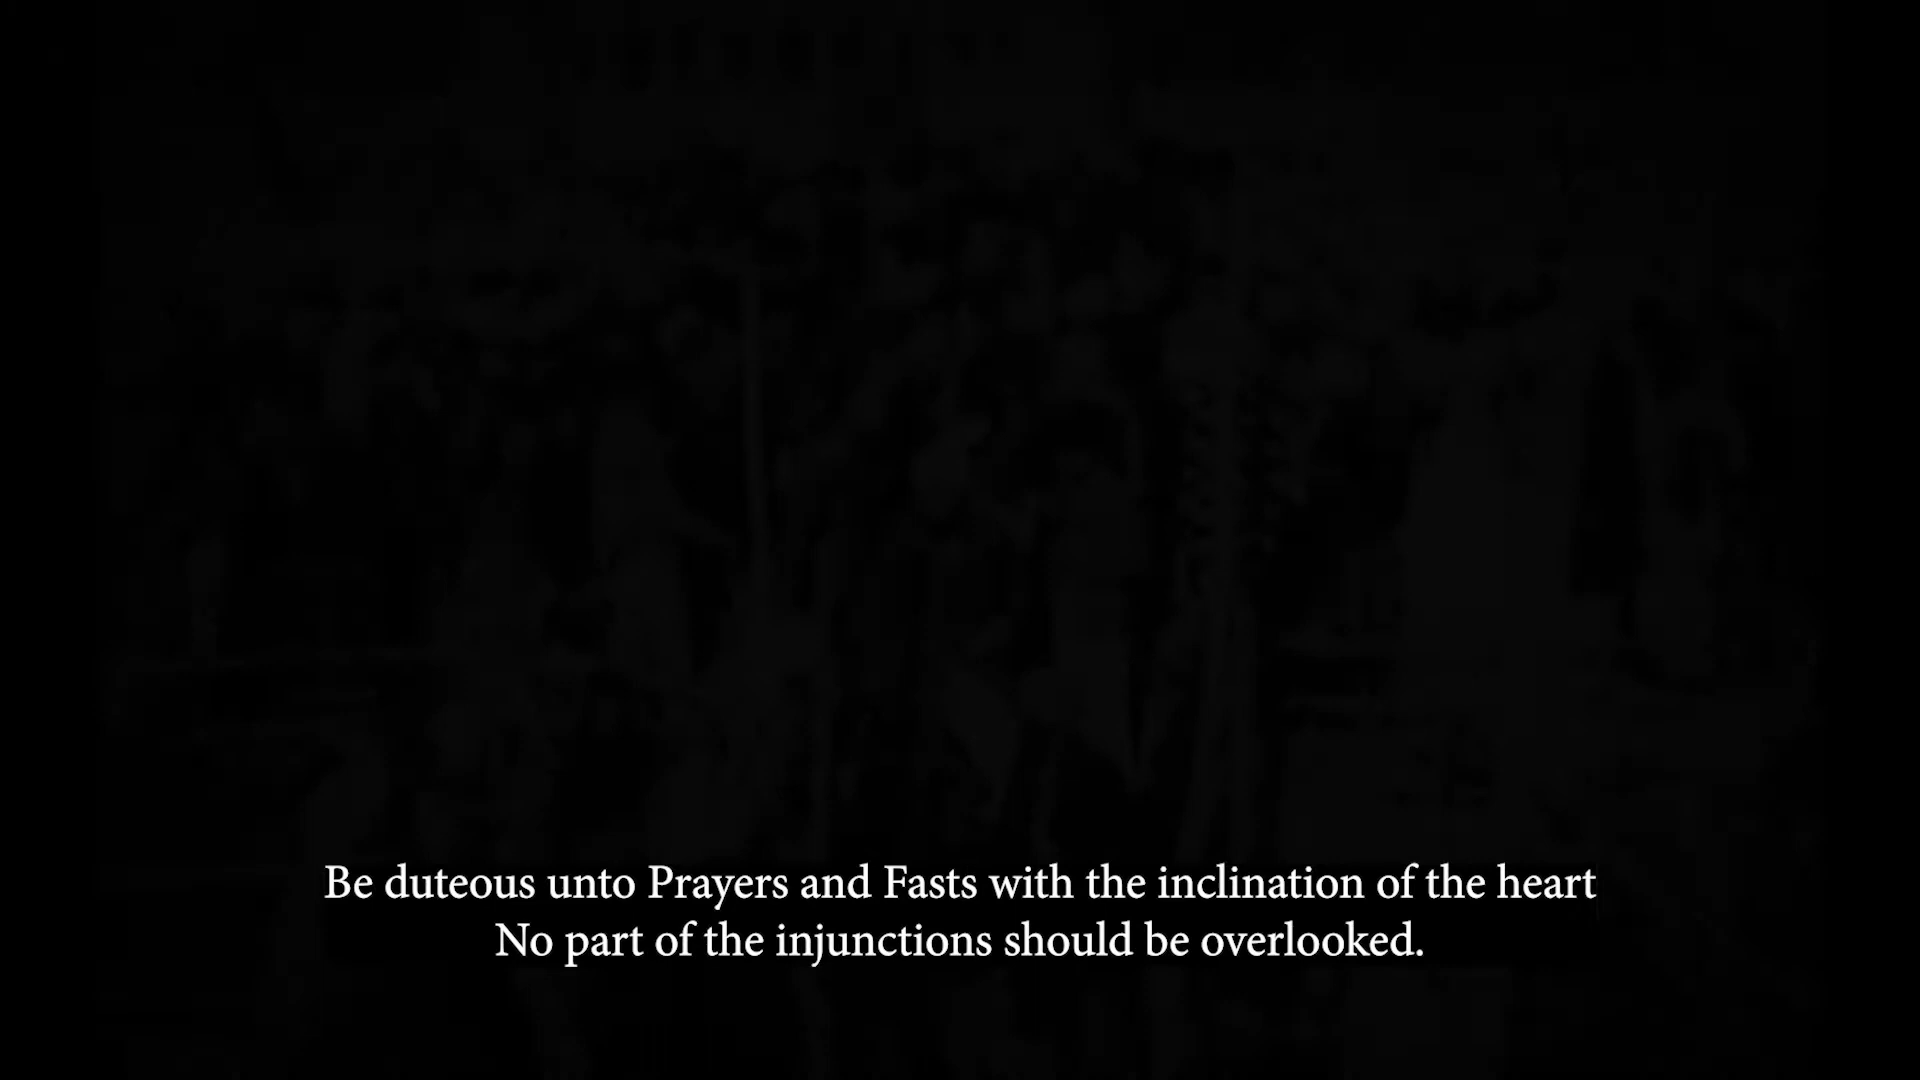 Be duteous unto Prayers and Fasts with the inclination of the heart
No part of the injunctions should be overlooked.